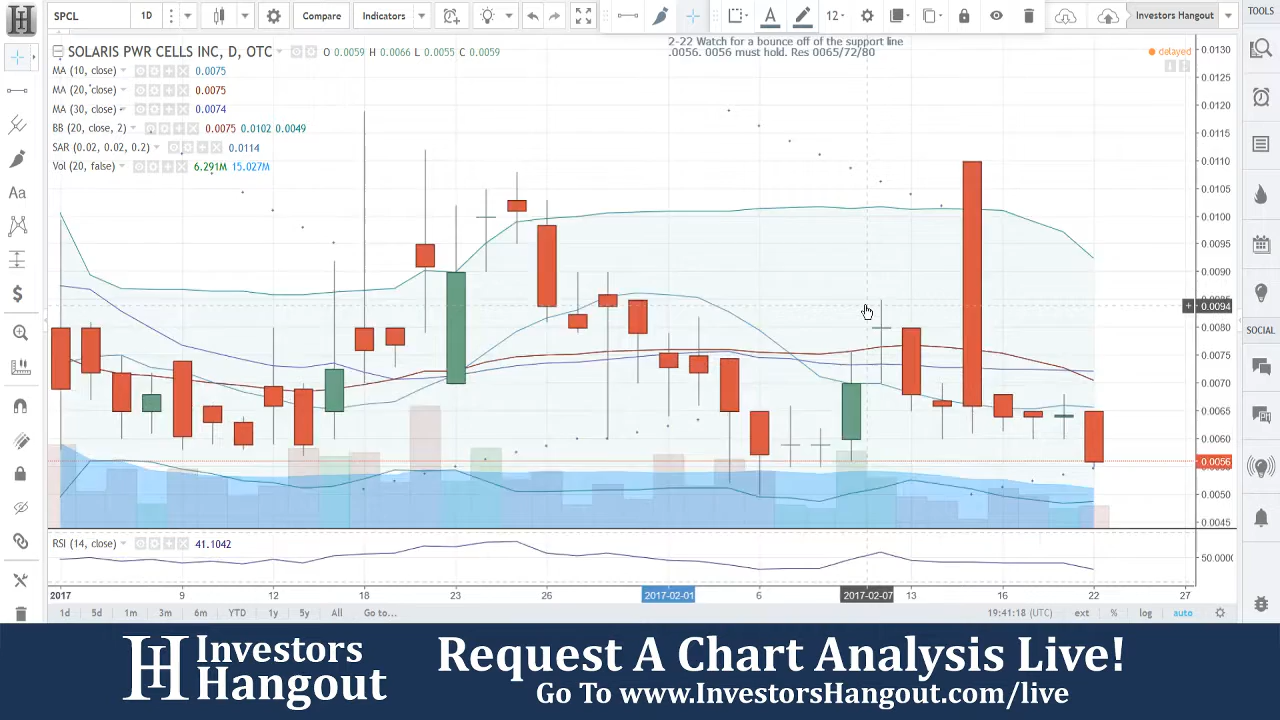 SPCL 1D Compare Indicators 12 Investors Hangout TOOLS
2-22 Watch for a bounce off of the support line
.0056. 0056 must hold. Res 0065/72/80
SOLARIS PWR CELLS INC, D, OTC O 0.0059 H 0.0066 L 0.0055 C 0.0059
delayed
MA (10, close) 0.0075
MA (20, close) 0.0075
MA (30, close) 0.0074
BB (20, close, 2) 0.0075 0.0102 0.0049
SAR (0.02, 0.02, 0.2) 0.0114
Vol (20, false) 6.291M 15.027M
Aa
0.0130
0.0125
0.0120
0.0115
0.0110
0.0105
0.0100
0.0095
0.0090
0.0094
0.0080
0.0075
0.0070
0.0065
0.0060
0.0056
0.0050
0.0045
SOCIAL
RSI (14, close) 41.1042
50.0000
2017 9 18 23 26 2017-02-01 6 2017-02-07 13 16 22 27
1d 5d 1m 3m 6m YTD 1y 5y All Go to... 19:41:18 (UTC) ext % log auto
Investors
Hangout
Request A Chart Analysis Live!
Go To www.InvestorsHangout.com/live